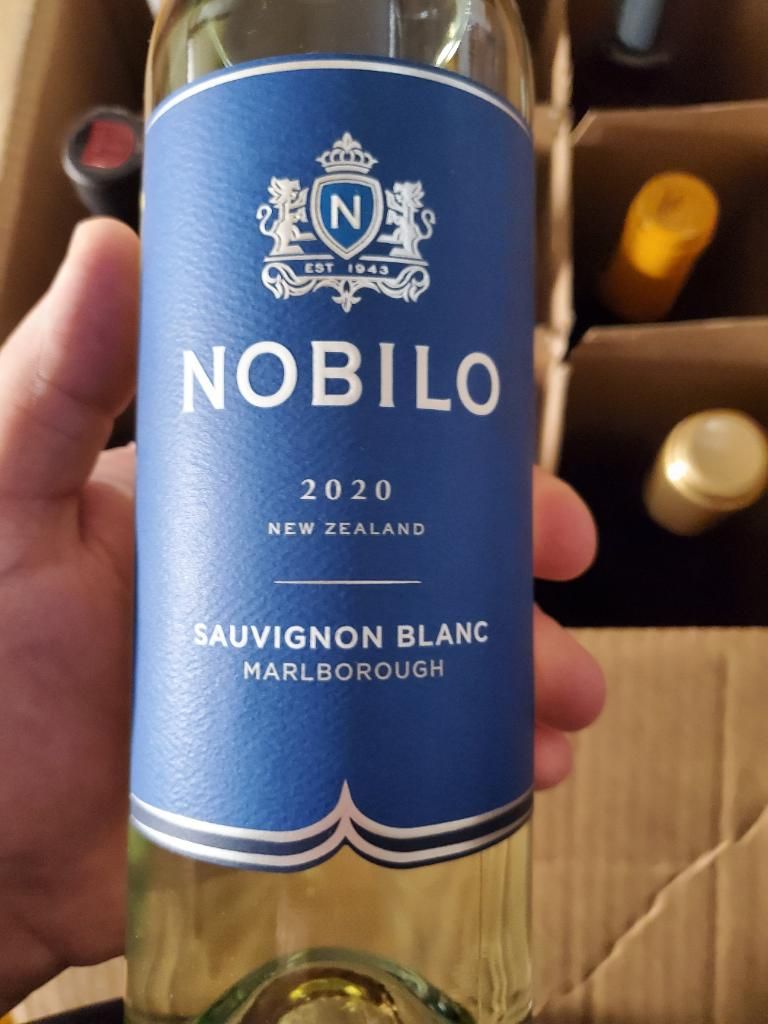 N
EST 1943
NOBILO
2020
NEW ZEALAND
SAUVIGNON BLANC
MARLBOROUGH